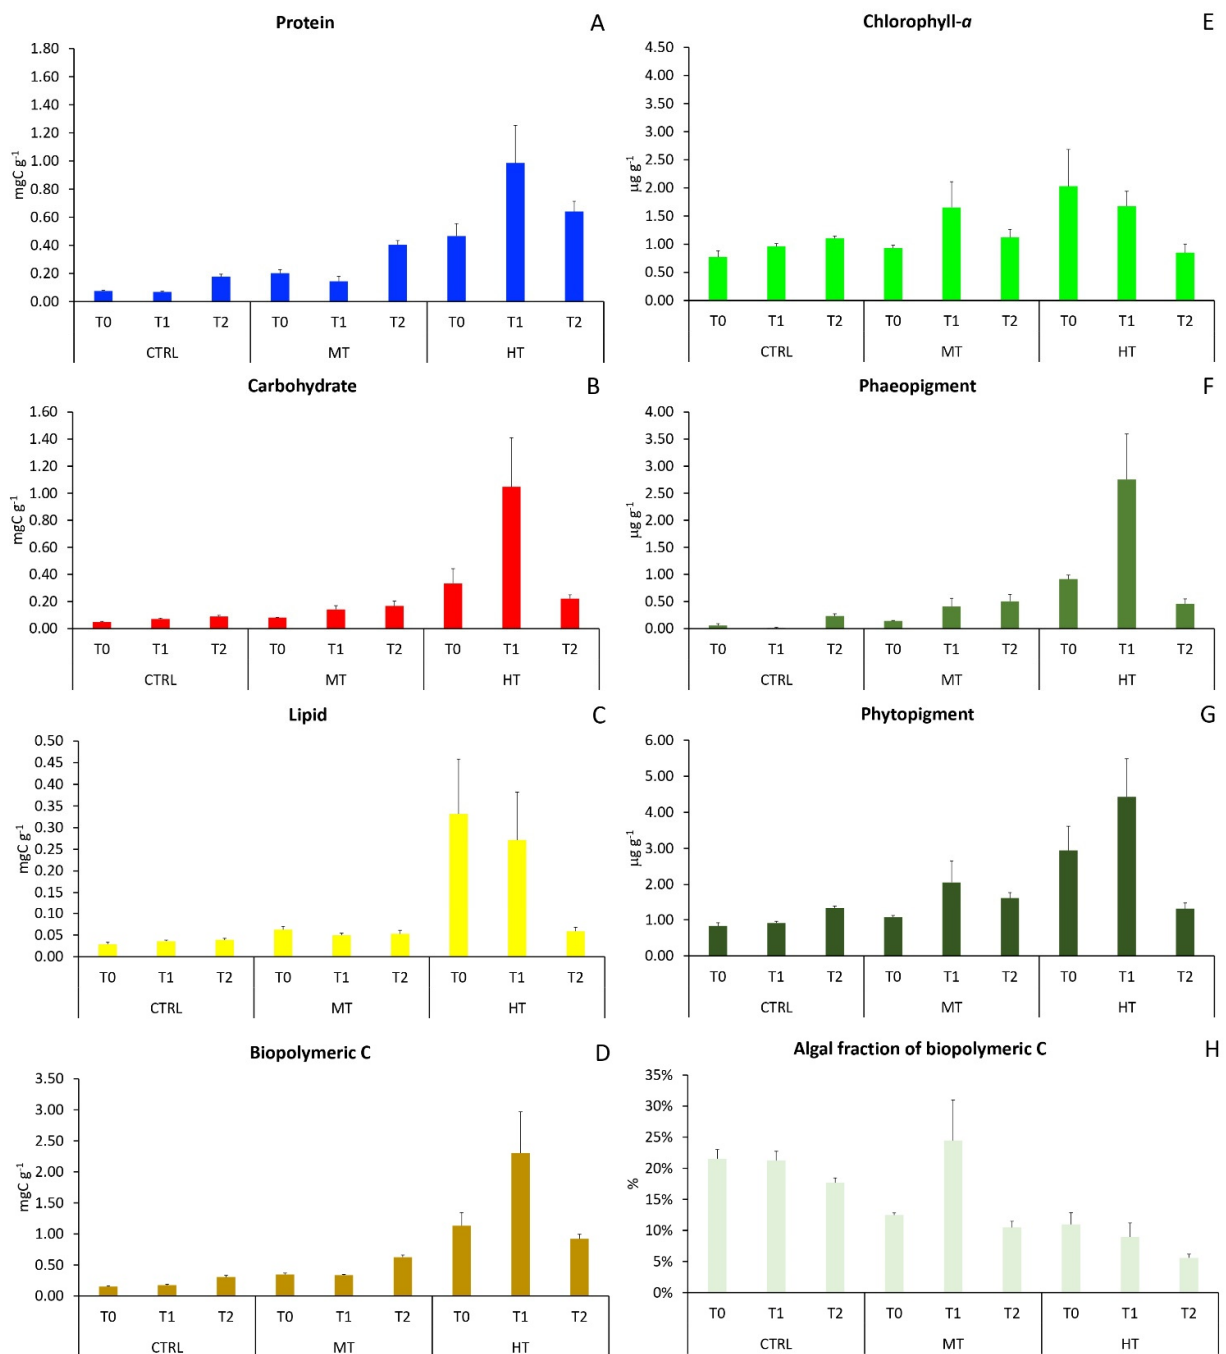 Protein A
1.80
1.60
1.40
1.20
1.00
0.80
0.60
0.40
0.20
0.00
mgC g-1
T0 T1 T2 T0 T1 T2 T0 T1 T2
CTRL MT HT
Carbohydrate B
1.60
1.40
1.20
1.00
0.80
0.60
0.40
0.20
0.00
mgC g-1
T0 T1 T2 T0 T1 T2 T0 T1 T2
CTRL MT HT
Lipid C
0.50
0.45
0.40
0.35
0.30
0.25
0.20
0.15
0.10
0.05
0.00
mgC g-1
T0 T1 T2 T0 T1 T2 T0 T1 T2
CTRL MT HT
Biopolymeric C D
3.50
3.00
2.50
2.00
1.50
1.00
0.50
0.00
mgC g-1
T0 T1 T2 T0 T1 T2 T0 T1 T2
CTRL MT HT
Chlorophyll-a E
4.50
4.00
3.50
3.00
2.50
2.00
1.50
1.00
0.50
0.00
µg g-1
T0 T1 T2 T0 T1 T2 T0 T1 T2
CTRL MT HT
Phaeopigment F
4.00
3.50
3.00
2.50
2.00
1.50
1.00
0.50
0.00
µg g-1
T0 T1 T2 T0 T1 T2 T0 T1 T2
CTRL MT HT
Phytopigment G
6.00
5.00
4.00
3.00
2.00
1.00
0.00
µg g-1
T0 T1 T2 T0 T1 T2 T0 T1 T2
CTRL MT HT
Algal fraction of biopolymeric C H
35%
30%
25%
20%
15%
10%
5%
0%
%
T0 T1 T2 T0 T1 T2 T0 T1 T2
CTRL MT HT